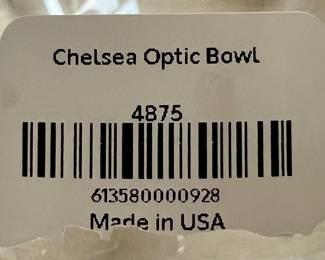 Chelsea Optic Bowl
4875
613580000928
Made in USA